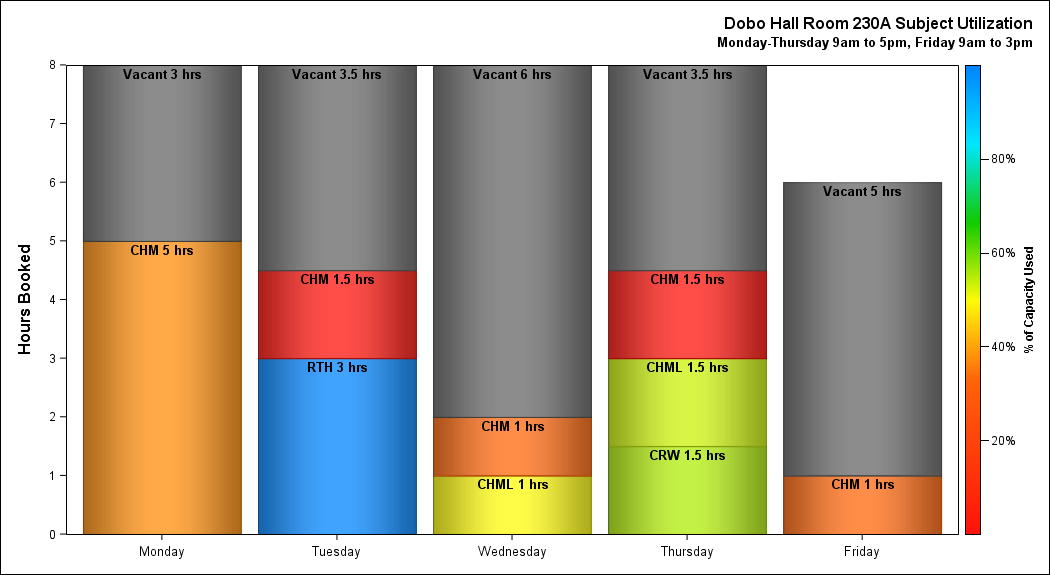 Dobo Hall Room 230A Subject Utilization
Monday-Thursday 9am to 5pm, Friday 9am to 3pm
Hours Booked
8
7
6
5
4
3
2
1
0
Vacant 3 hrs
CHM 5 hrs
Vacant 3.5 hrs
CHM 1.5 hrs
RTH 3 hrs
Vacant 6 hrs
CHM 1 hrs
CHML 1 hrs
Vacant 3.5 hrs
CHM 1.5 hrs
CHML 1.5 hrs
CRW 1.5 hrs
Vacant 5 hrs
CHM 1 hrs
Monday
Tuesday
Wednesday
Thursday
Friday
80%
60%
40%
20%
% of Capacity Used